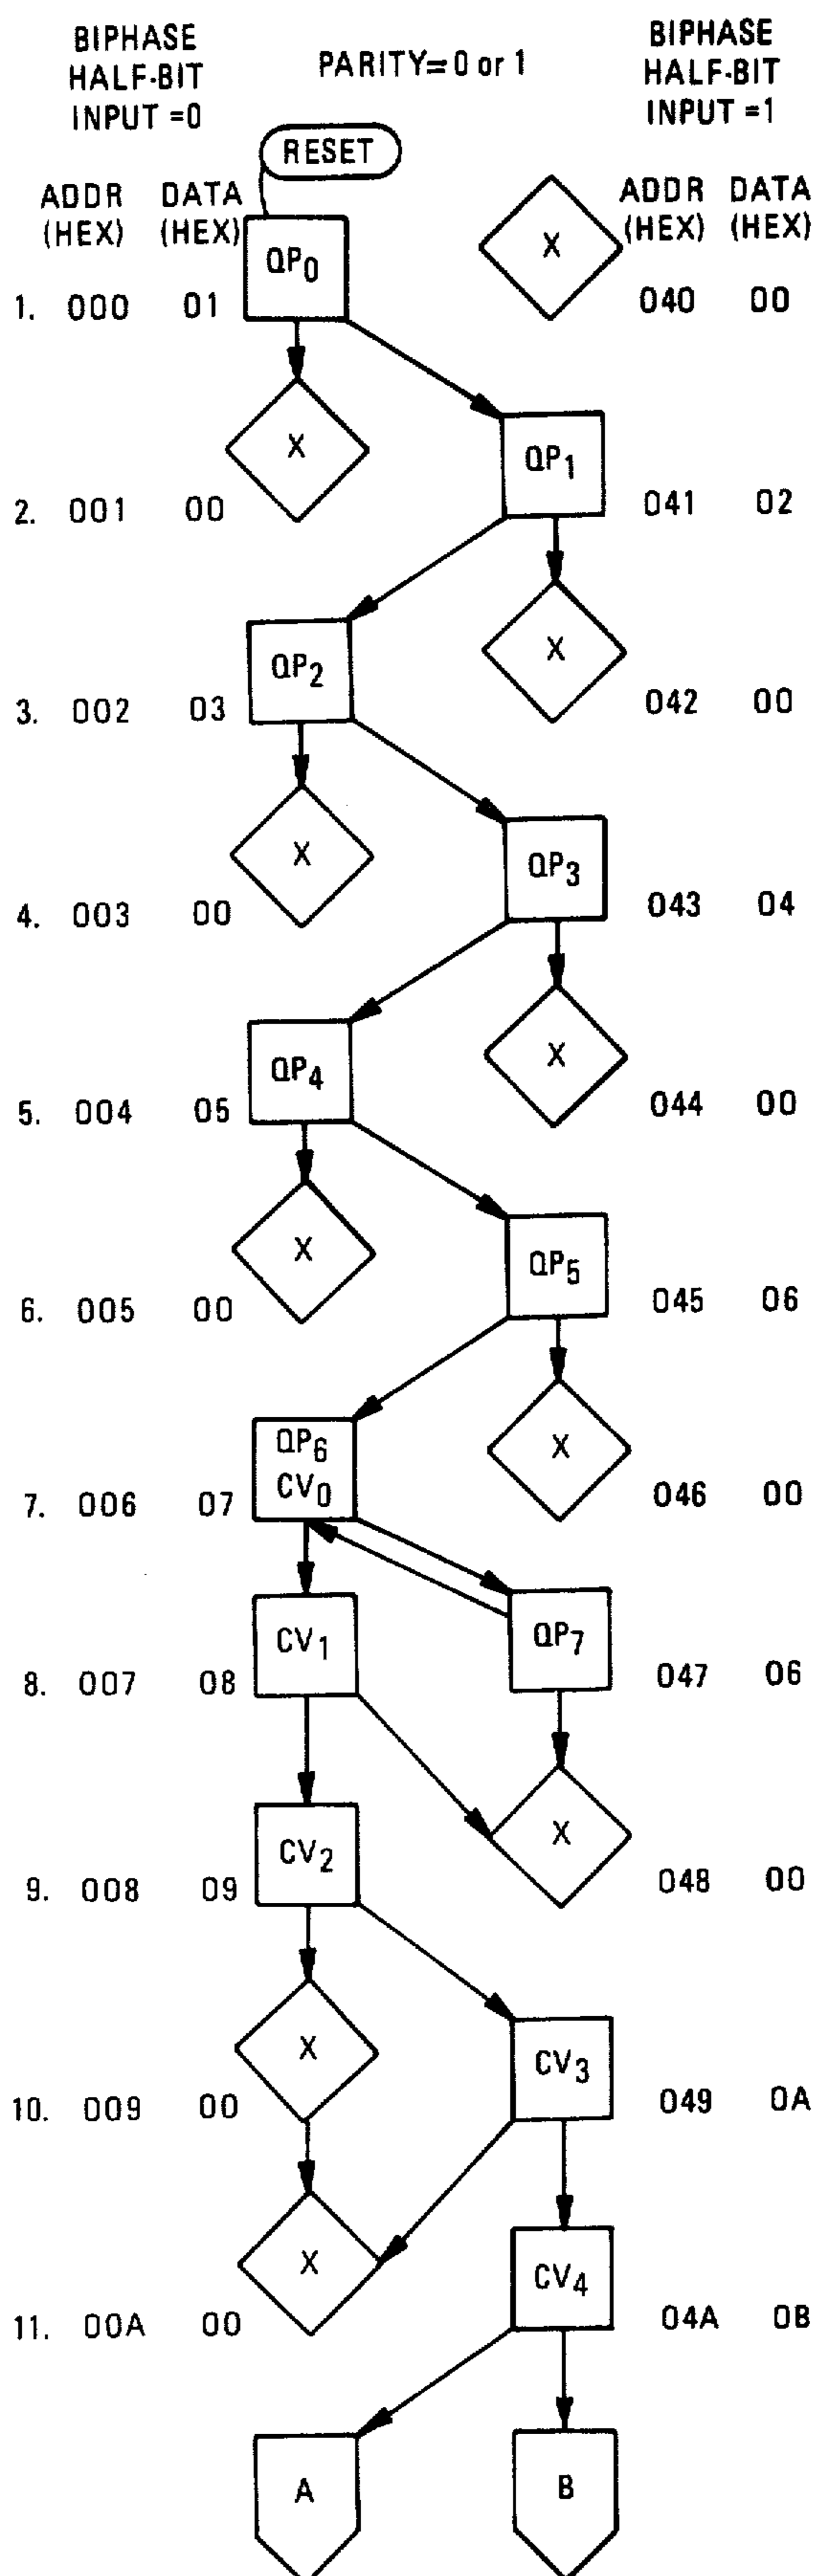 BIPHASE
HALF-BIT
INPUT =0
PARITY=0 or 1
BIPHASE
HALF-BIT
INPUT =1
RESET
ADDR DATA
(HEX) (HEX)
ADDR DATA
(HEX) (HEX)
QP0
X
1. 000 01
040 00
X
QP1
2. 001 00
041 02
QP2
X
3. 002 03
042 00
X
QP3
4. 003 00
043 04
QP4
X
5. 004 05
044 00
X
QP5
6. 005 00
045 06
QP6
CV0
X
7. 006 07
046 00
CV1
QP7
8. 007 08
047 06
CV2
X
9. 008 09
048 00
X
CV3
10. 009 00
049 0A
X
CV4
11. 00A 00
04A 0B
A
B